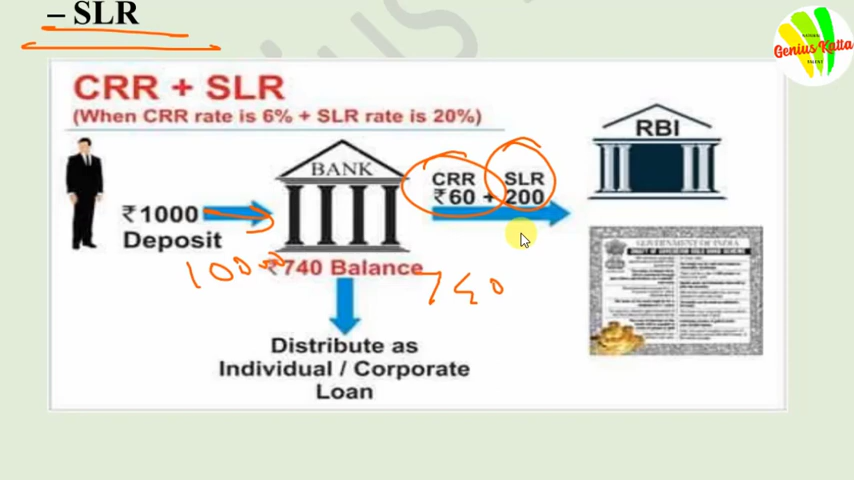 – SLR
Genius Katta
CRR + SLR
(When CRR rate is 6% + SLR rate is 20%)
BANK
RBI
CRR SLR
₹60 + 200
₹1000
Deposit
₹740 Balance
740
GOVERNMENT OF INDIA
Distribute as
Individual / Corporate
Loan